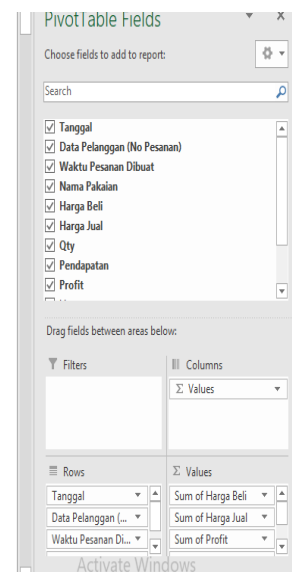 PivotTable Fields
Choose fields to add to report:
Search
Tanggal
Data Pelanggan (No Pesanan)
Waktu Pesanan Dibuat
Nama Pakaian
Harga Beli
Harga Jual
Qty
Pendapatan
Profit
Drag fields between areas below:
Filters
Columns
Σ Values
Rows
Σ Values
Tanggal
Sum of Harga Beli
Data Pelanggan (...
Sum of Harga Jual
Waktu Pesanan Di...
Sum of Profit
Activate Windows